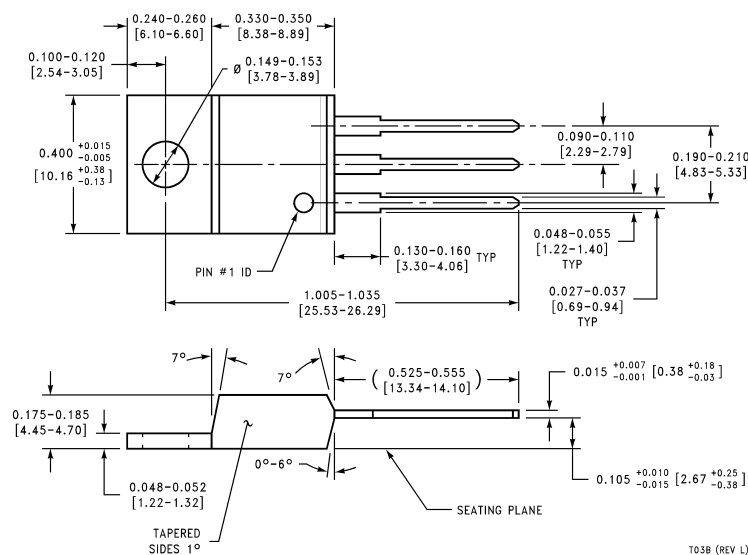 0.240-0.260
[6.10-6.60]
0.330-0.350
[8.38-8.89]
0.100-0.120
[2.54-3.05]
Ø 0.149-0.153
[3.78-3.89]
0.400 +0.015 -0.005
[10.16 +0.38 -0.13]
0.090-0.110
[2.29-2.79]
0.190-0.210
[4.83-5.33]
0.048-0.055
[1.22-1.40]
TYP
0.130-0.160 TYP
[3.30-4.06]
PIN #1 ID
0.027-0.037
[0.69-0.94]
TYP
1.005-1.035
[25.53-26.29]
7°
7°
(0.525-0.555)
[13.34-14.10]
0.015 +0.007 -0.001 [0.38 +0.18 -0.03]
0.175-0.185
[4.45-4.70]
0°-6°
0.105 +0.010 -0.015 [2.67 +0.25 -0.38]
0.048-0.052
[1.22-1.32]
SEATING PLANE
TAPERED
SIDES 1°
T03B (REV L)